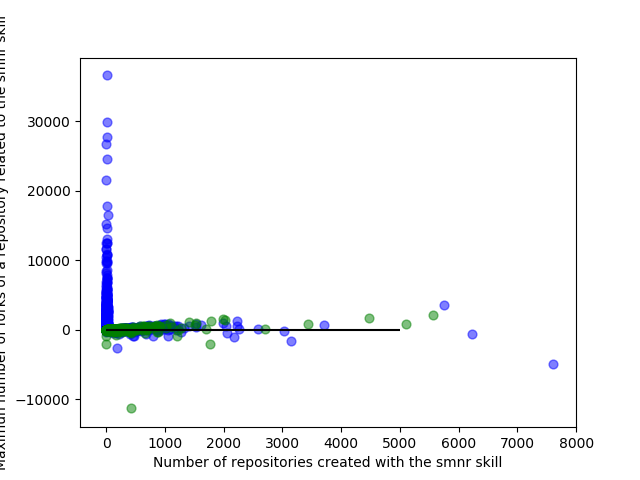 Maximun number of forks of a repository related to the smnr skill
30000
20000
10000
0
−10000
0 1000 2000 3000 4000 5000 6000 7000 8000
Number of repositories created with the smnr skill